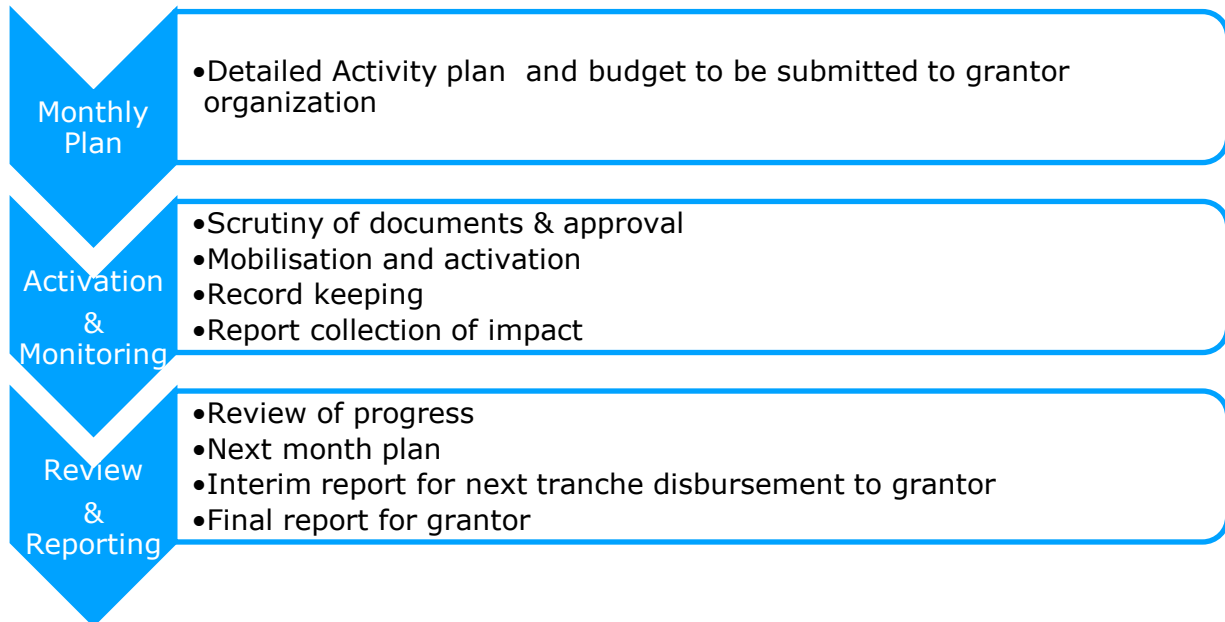 Monthly
Plan
•Detailed Activity plan  and budget to be submitted to grantor
organization
Activation
&
Monitoring
•Scrutiny of documents & approval
•Mobilisation and activation
•Record keeping
•Report collection of impact
Review
&
Reporting
•Review of progress
•Next month plan
•Interim report for next tranche disbursement to grantor
•Final report for grantor